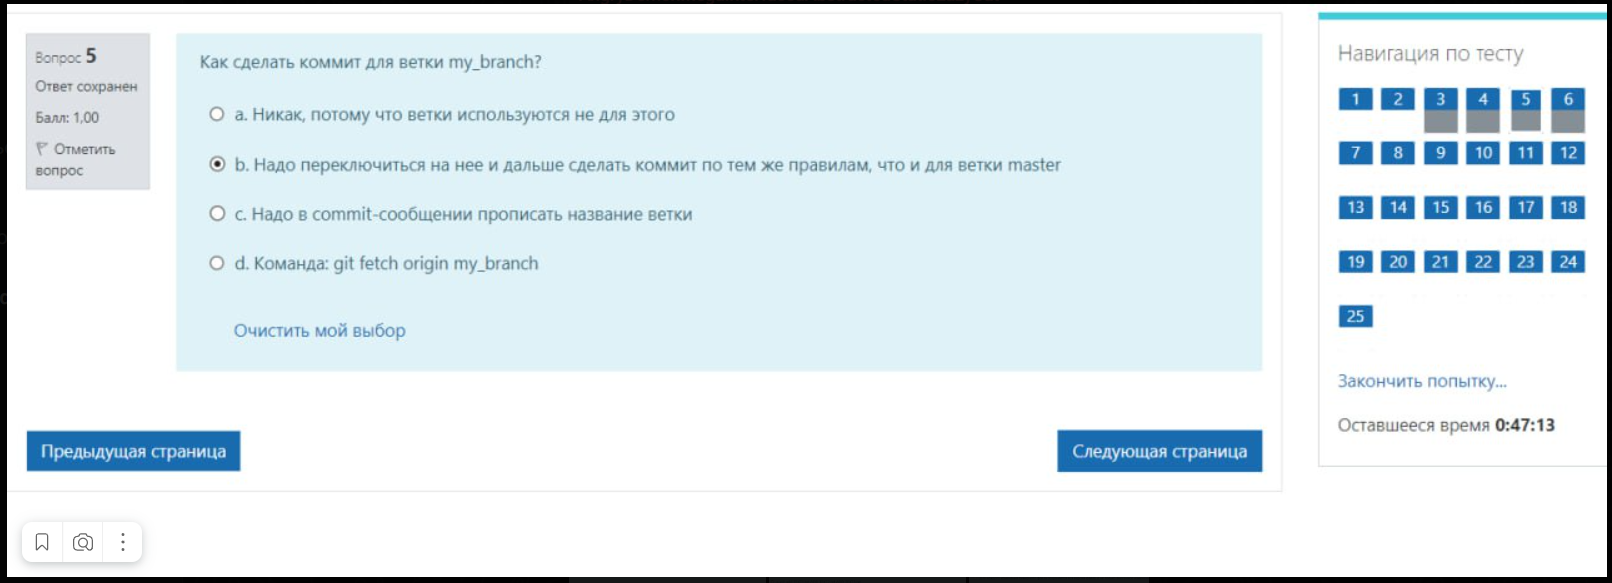 Вопрос 5
Ответ сохранен
Балл: 1,00
Отметить
вопрос
Как сделать коммит для ветки my_branch?
a. Никак, потому что ветки используются не для этого
b. Надо переключиться на нее и дальше сделать коммит по тем же правилам, что и для ветки master
c. Надо в commit-сообщении прописать название ветки
d. Команда: git fetch origin my_branch
Очистить мой выбор
Предыдущая страница
Следующая страница
Навигация по тесту
1 2 3 4 5 6
7 8 9 10 11 12
13 14 15 16 17 18
19 20 21 22 23 24
25
Закончить попытку...
Оставшееся время 0:47:13